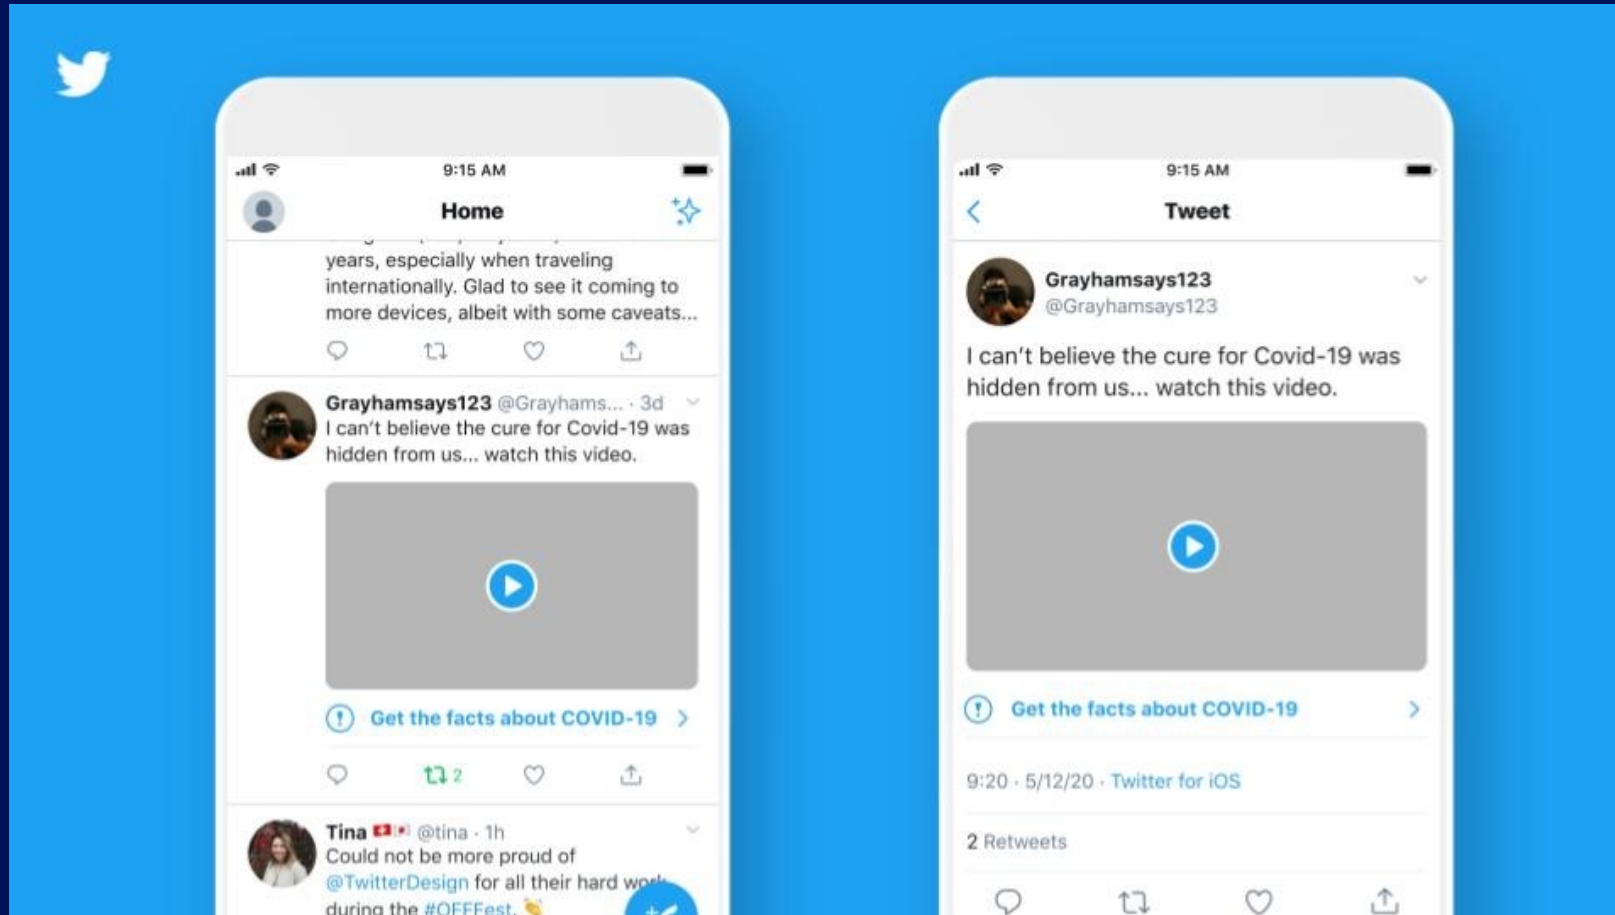 9:15 AM
Home
years, especially when traveling
internationally. Glad to see it coming to
more devices, albeit with some caveats...
Grayhamsays123 @Grayhams... · 3d
I can't believe the cure for Covid-19 was
hidden from us... watch this video.
Get the facts about COVID-19
2
Tina @tina · 1h
Could not be more proud of
@TwitterDesign for all their hard work
during the #OFFFest.
9:15 AM
Tweet
Grayhamsays123
@Grayhamsays123
I can't believe the cure for Covid-19 was
hidden from us... watch this video.
Get the facts about COVID-19
9:20 · 5/12/20 · Twitter for iOS
2 Retweets